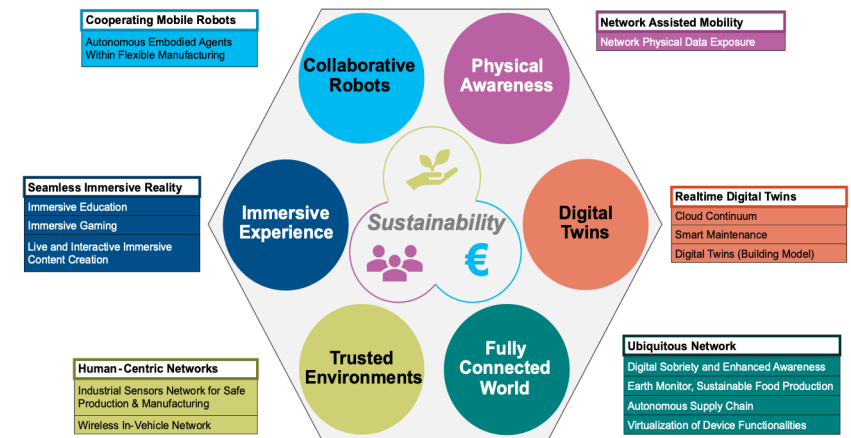 Cooperating Mobile Robots
Autonomous Embodied Agents
Within Flexible Manufacturing
Collaborative
Robots
Physical
Awareness
Network Assisted Mobility
Network Physical Data Exposure
Seamless Immersive Reality
Immersive Education
Immersive Gaming
Live and Interactive Immersive
Content Creation
Immersive
Experience
Sustainability
€
Digital
Twins
Realtime Digital Twins
Cloud Continuum
Smart Maintenance
Digital Twins (Building Model)
Human-Centric Networks
Industrial Sensors Network for Safe
Production & Manufacturing
Wireless In-Vehicle Network
Trusted
Environments
Fully
Connected
World
Ubiquitous Network
Digital Sobriety and Enhanced Awareness
Earth Monitor, Sustainable Food Production
Autonomous Supply Chain
Virtualization of Device Functionalities